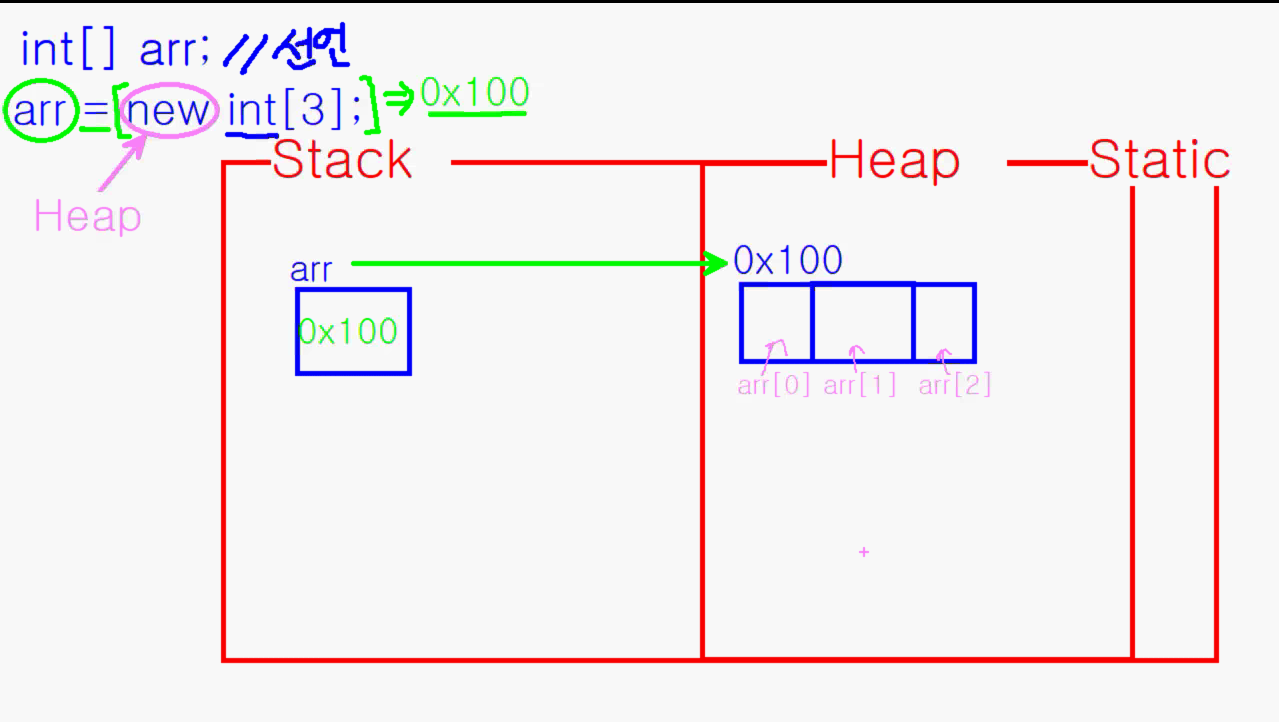 int[] arr; //선언
arr = [new int[3];] ⇒ 0x100
Heap
Stack
Heap
Static
arr
0x100
0x100
arr[0] arr[1] arr[2]